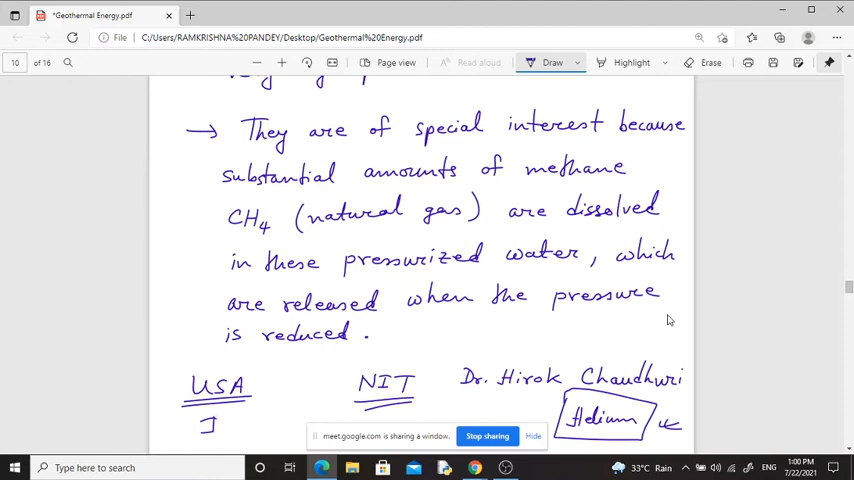 *Geothermal Energy.pdf
File
C:/Users/RAMKRISHNA%20PANDEY/Desktop/Geothermal%20Energy.pdf
10 of 16
Page view
Read aloud
Draw
Highlight
Erase
→ They are of special interest because
substantial amounts of methane
CH4 (natural gas) are dissolved
in these pressurized water, which
are released when the pressure
is reduced.
USA NIT Dr. Hirok Chaudhuri
I Helium ←
meet.google.com is sharing a window.
Stop sharing
Hide
Type here to search
33°C Rain
ENG
1:00 PM
7/22/2021